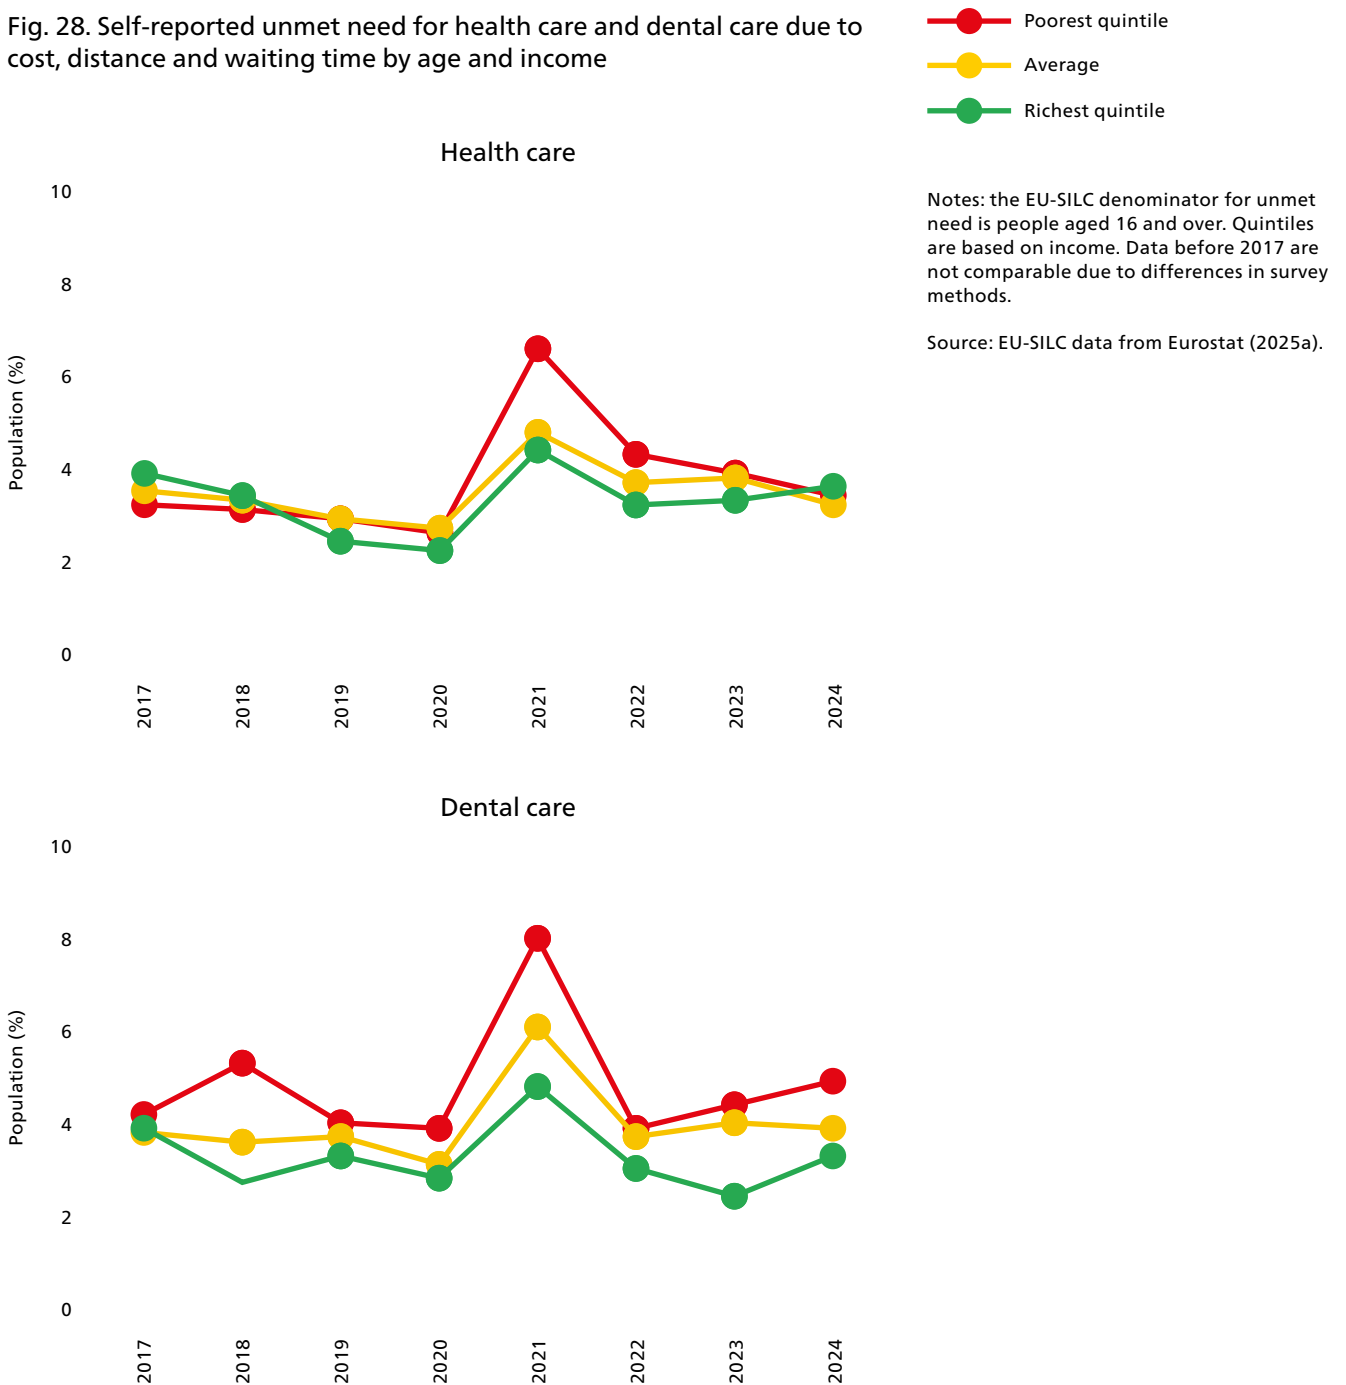 Fig. 28. Self-reported unmet need for health care and dental care due to
cost, distance and waiting time by age and income
Poorest quintile
Average
Richest quintile
Notes: the EU-SILC denominator for unmet
need is people aged 16 and over. Quintiles
are based on income. Data before 2017 are
not comparable due to differences in survey
methods.
Source: EU-SILC data from Eurostat (2025a).
Health care
Population (%)
10
8
6
4
2
0
2017
2018
2019
2020
2021
2022
2023
2024
Dental care
Population (%)
10
8
6
4
2
0
2017
2018
2019
2020
2021
2022
2023
2024